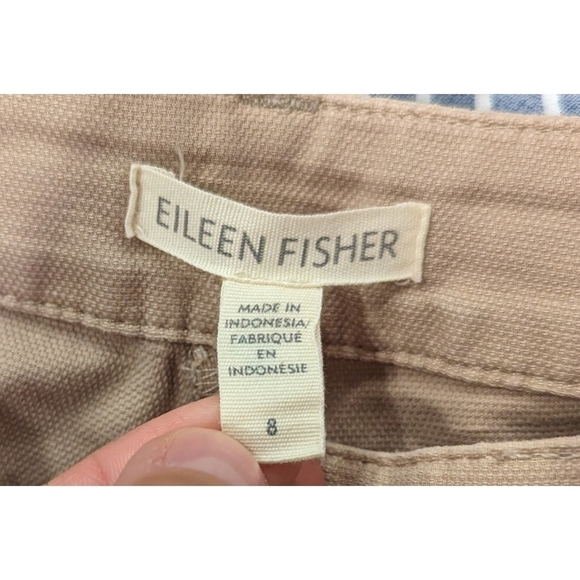 EILEEN FISHER
MADE IN
INDONESIA/
FABRIQUÉ
EN
INDONÉSIE
8